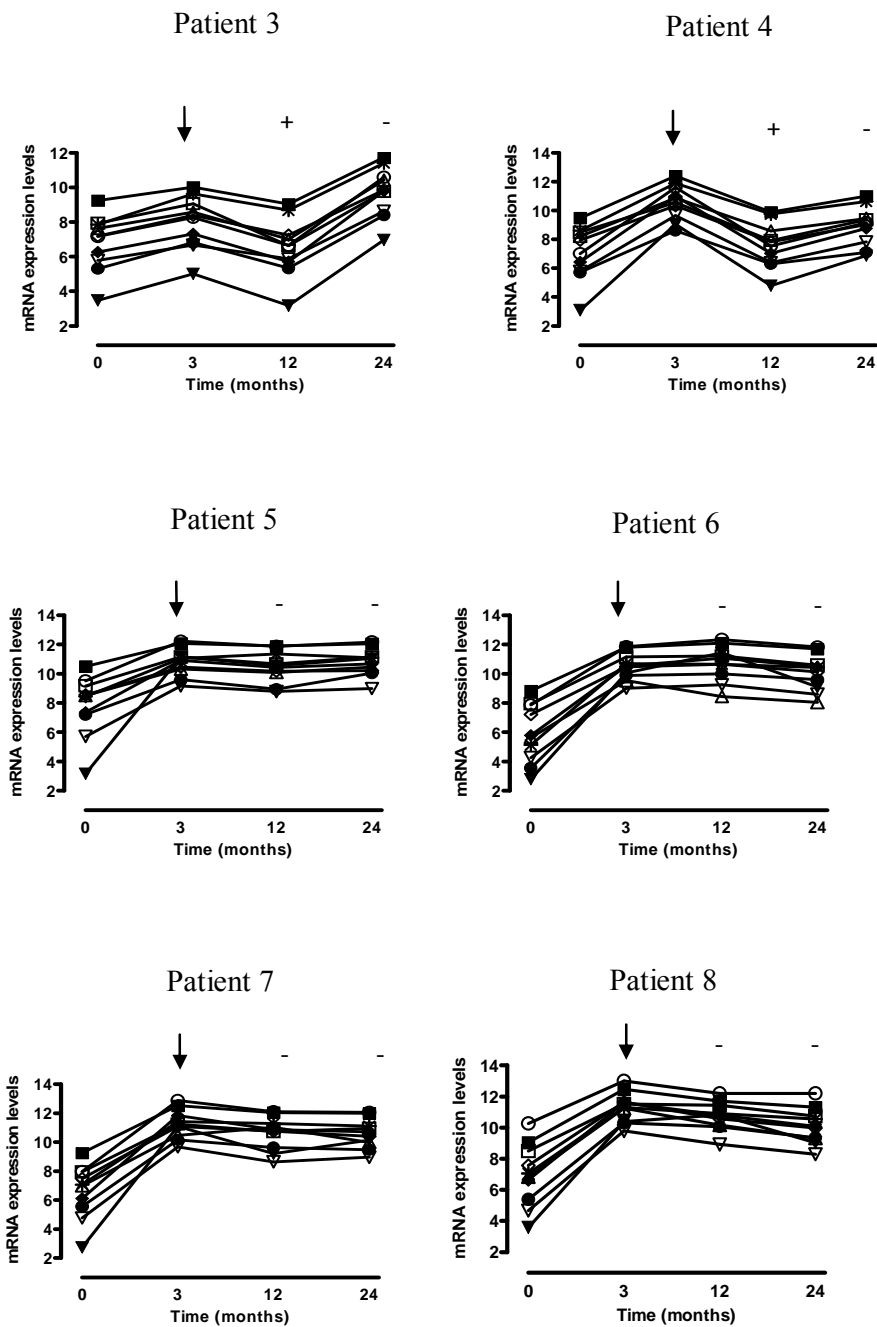 Patient 3
+ -
mRNA expression levels
12
10
8
6
4
2
0 3 12 24
Time (months)
Patient 4
+ -
mRNA expression levels
14
12
10
8
6
4
2
0 3 12 24
Time (months)
Patient 5
- -
mRNA expression levels
14
12
10
8
6
4
2
0 3 12 24
Time (months)
Patient 6
- -
mRNA expression levels
14
12
10
8
6
4
2
0 3 12 24
Time (months)
Patient 7
- -
mRNA expression levels
14
12
10
8
6
4
2
0 3 12 24
Time (months)
Patient 8
- -
mRNA expression levels
14
12
10
8
6
4
2
0 3 12 24
Time (months)